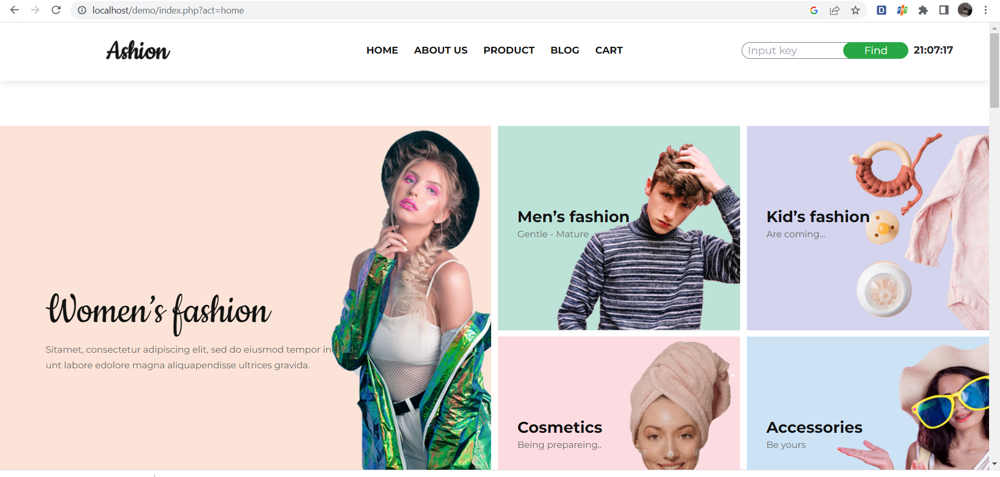 localhost/demo/index.php?act=home
Ashion
HOME ABOUT US PRODUCT BLOG CART
Input key Find 21:07:17
Women’s fashion
Sitamet, consectetur adipiscing elit, sed do eiusmod tempor incidid-
unt labore edolore magna aliquapendisse ultrices gravida.
Men’s fashion
Gentle - Mature
Kid’s fashion
Are coming...
Cosmetics
Being prepareing..
Accessories
Be yours